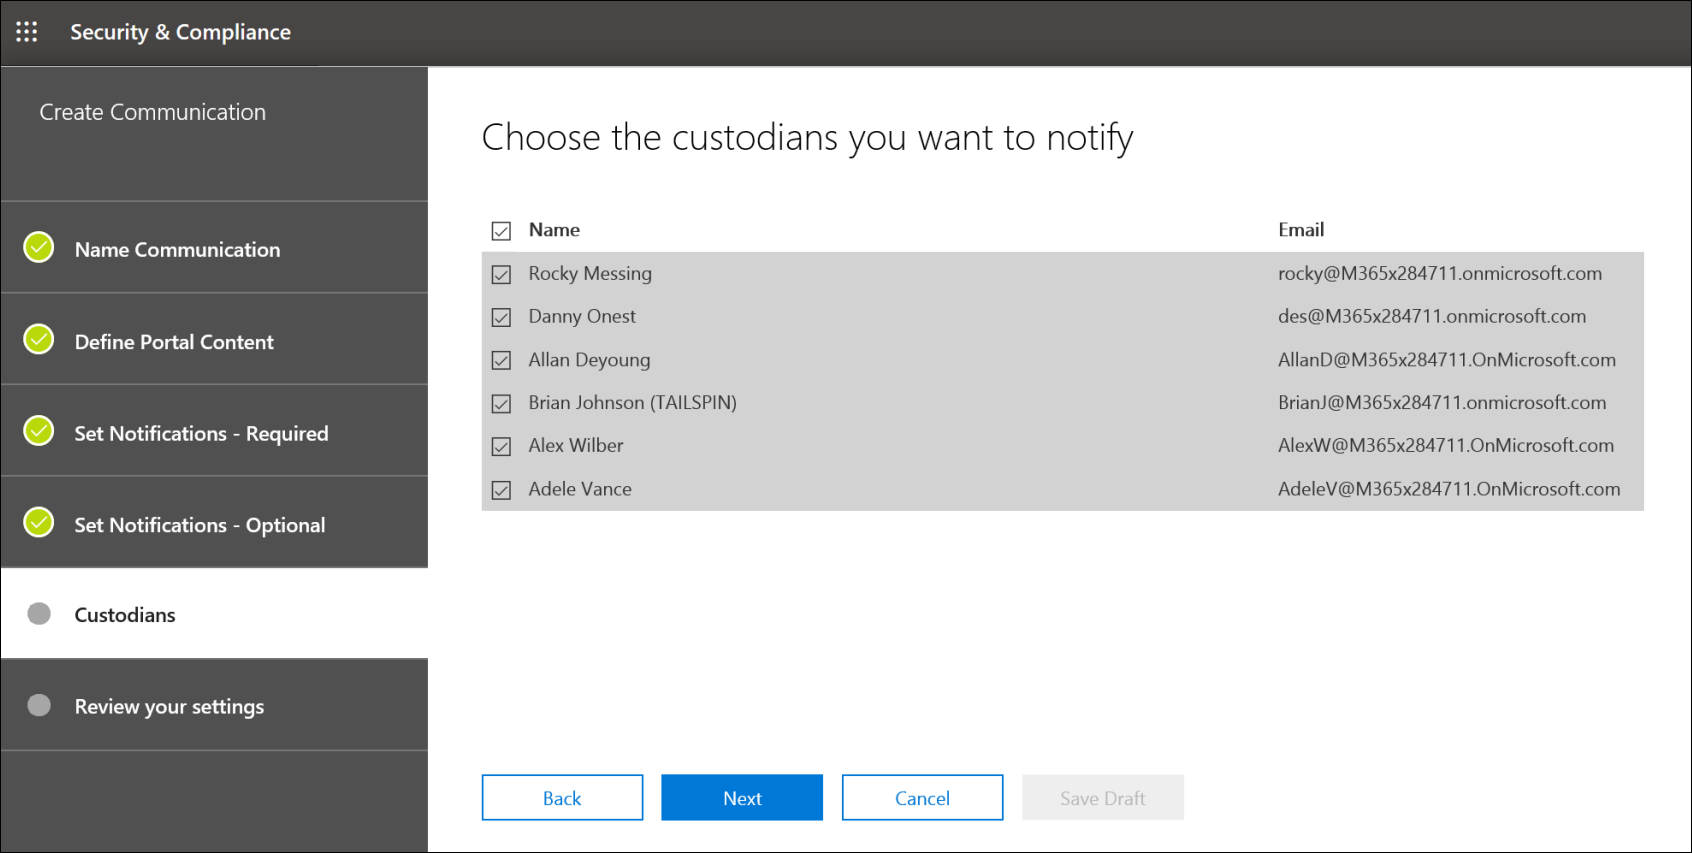 Security & Compliance
Create Communication
Name Communication
Define Portal Content
Set Notifications - Required
Set Notifications - Optional
Custodians
Review your settings
Choose the custodians you want to notify
Name Email
Rocky Messing rocky@M365x284711.onmicrosoft.com
Danny Onest des@M365x284711.onmicrosoft.com
Allan Deyoung AllanD@M365x284711.OnMicrosoft.com
Brian Johnson (TAILSPIN) BrianJ@M365x284711.onmicrosoft.com
Alex Wilber AlexW@M365x284711.OnMicrosoft.com
Adele Vance AdeleV@M365x284711.OnMicrosoft.com
Back Next Cancel Save Draft